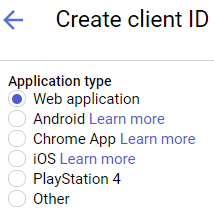 Create client ID
Application type
Web application
Android Learn more
Chrome App Learn more
iOS Learn more
PlayStation 4
Other